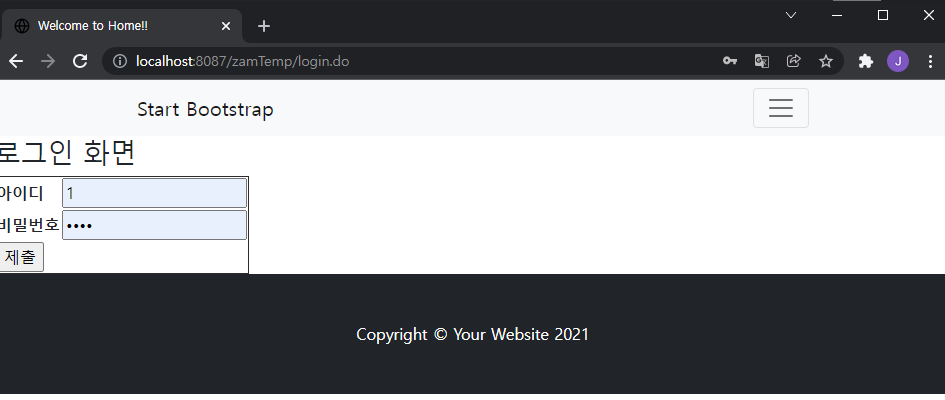 Welcome to Home!!
localhost:8087/zamTemp/login.do
J
Start Bootstrap
로그인 화면
아이디 1
비밀번호 ••••
제출
Copyright © Your Website 2021